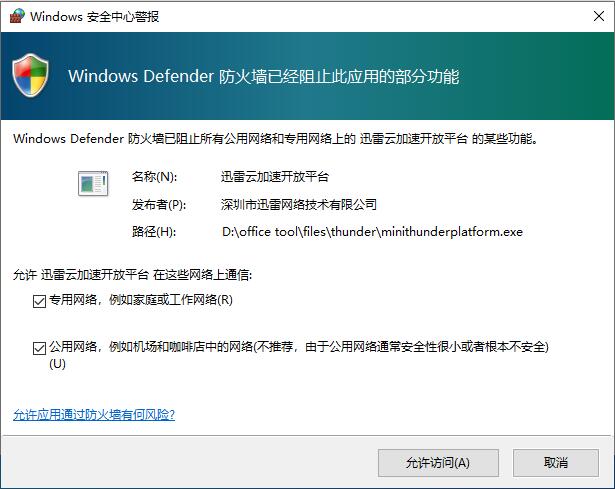 Windows 安全中心警报
Windows Defender 防火墙已经阻止此应用的部分功能
Windows Defender 防火墙已阻止所有公用网络和专用网络上的 迅雷云加速开放平台 的某些功能。
名称(N): 迅雷云加速开放平台
发布者(P): 深圳市迅雷网络技术有限公司
路径(H): D:\office tool\files\thunder\minithunderplatform.exe
允许 迅雷云加速开放平台 在这些网络上通信:
专用网络，例如家庭或工作网络(R)
公用网络，例如机场和咖啡店中的网络(不推荐，由于公用网络通常安全性很小或者根本不安全)
(U)
允许应用通过防火墙有何风险?
允许访问(A) 取消